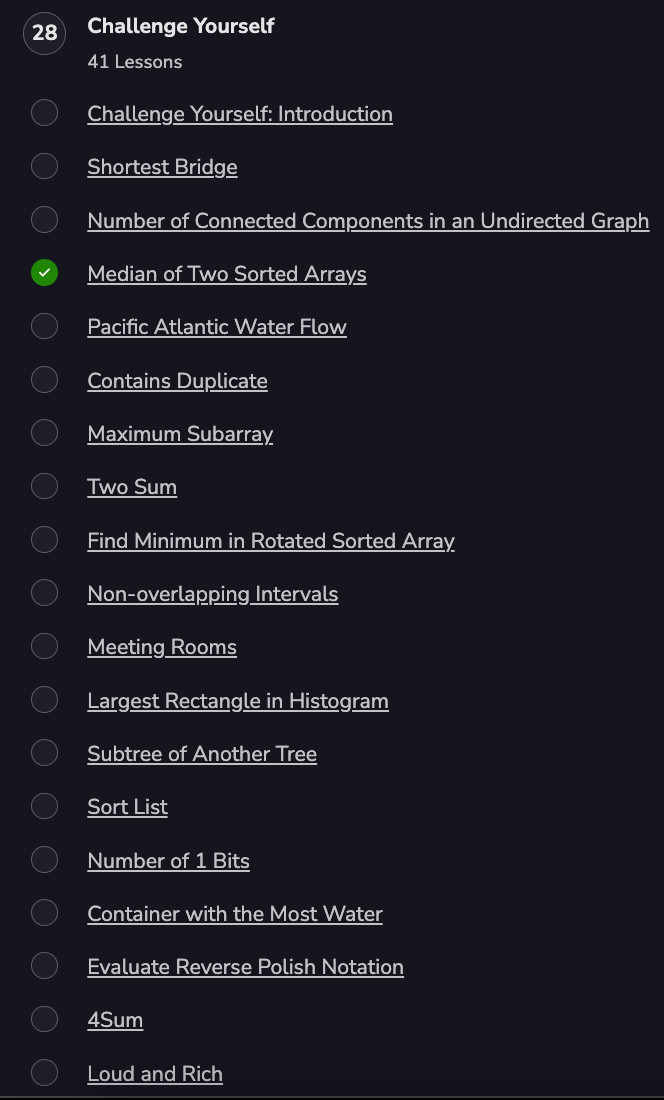 28
Challenge Yourself
41 Lessons
Challenge Yourself: Introduction
Shortest Bridge
Number of Connected Components in an Undirected Graph
Median of Two Sorted Arrays
Pacific Atlantic Water Flow
Contains Duplicate
Maximum Subarray
Two Sum
Find Minimum in Rotated Sorted Array
Non-overlapping Intervals
Meeting Rooms
Largest Rectangle in Histogram
Subtree of Another Tree
Sort List
Number of 1 Bits
Container with the Most Water
Evaluate Reverse Polish Notation
4Sum
Loud and Rich